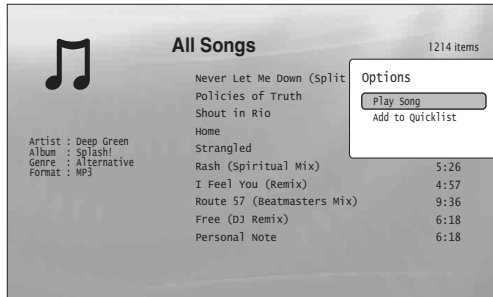 All Songs
1214 items
Never Let Me Down (Split
Policies of Truth
Shout in Rio
Home
Strangled
Rash (Spiritual Mix) 5:26
I Feel You (Remix) 4:57
Route 57 (Beatmasters Mix) 9:36
Free (DJ Remix) 6:18
Personal Note 6:18
Options
Play Song
Add to Quicklist
Artist : Deep Green
Album : Splash!
Genre : Alternative
Format : MP3